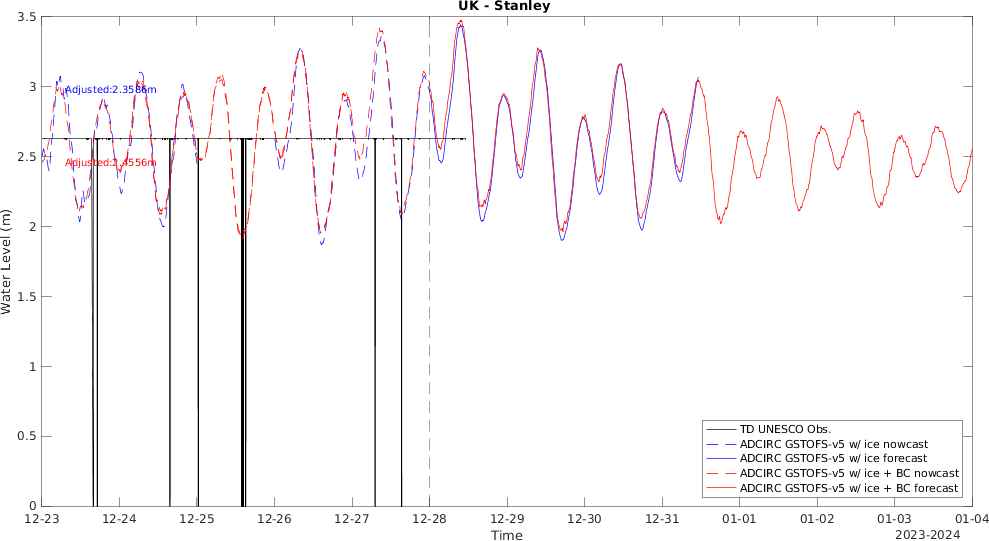 UK - Stanley
3.5
3
2.5
2
1.5
1
0.5
0
Water Level (m)
Adjusted:2.3586m
Adjusted:2.4556m
TD UNESCO Obs.
ADCIRC GSTOFS-v5 w/ ice nowcast
ADCIRC GSTOFS-v5 w/ ice forecast
ADCIRC GSTOFS-v5 w/ ice + BC nowcast
ADCIRC GSTOFS-v5 w/ ice + BC forecast
12-23 12-24 12-25 12-26 12-27 12-28 12-29 12-30 12-31 01-01 01-02 01-03 01-04
Time
2023-2024